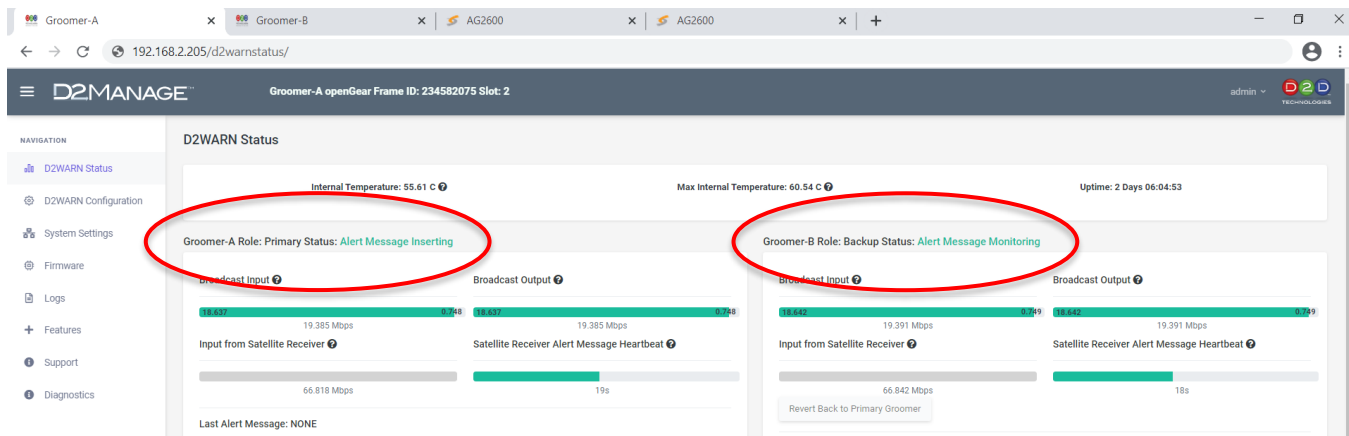 Groomer-A
Groomer-B
AG2600
AG2600
192.168.2.205/d2warnstatus/
D2MANAGE
Groomer-A openGear Frame ID: 234582075 Slot: 2
admin
D2D
TECHNOLOGIES
NAVIGATION
D2WARN Status
D2WARN Configuration
System Settings
Firmware
Logs
Features
Support
Diagnostics
D2WARN Status
Internal Temperature: 55.61 C
Max Internal Temperature: 60.54 C
Uptime: 2 Days 06:04:53
Groomer-A Role: Primary Status: Alert Message Inserting
Broadcast Input
18.637 0.748
19.385 Mbps
Broadcast Output
18.637 0.748
19.385 Mbps
Input from Satellite Receiver
66.818 Mbps
Satellite Receiver Alert Message Heartbeat
19s
Last Alert Message: NONE
Groomer-B Role: Backup Status: Alert Message Monitoring
Broadcast Input
18.642 0.749
19.391 Mbps
Broadcast Output
18.642 0.749
19.391 Mbps
Input from Satellite Receiver
66.842 Mbps
Satellite Receiver Alert Message Heartbeat
18s
Revert Back to Primary Groomer